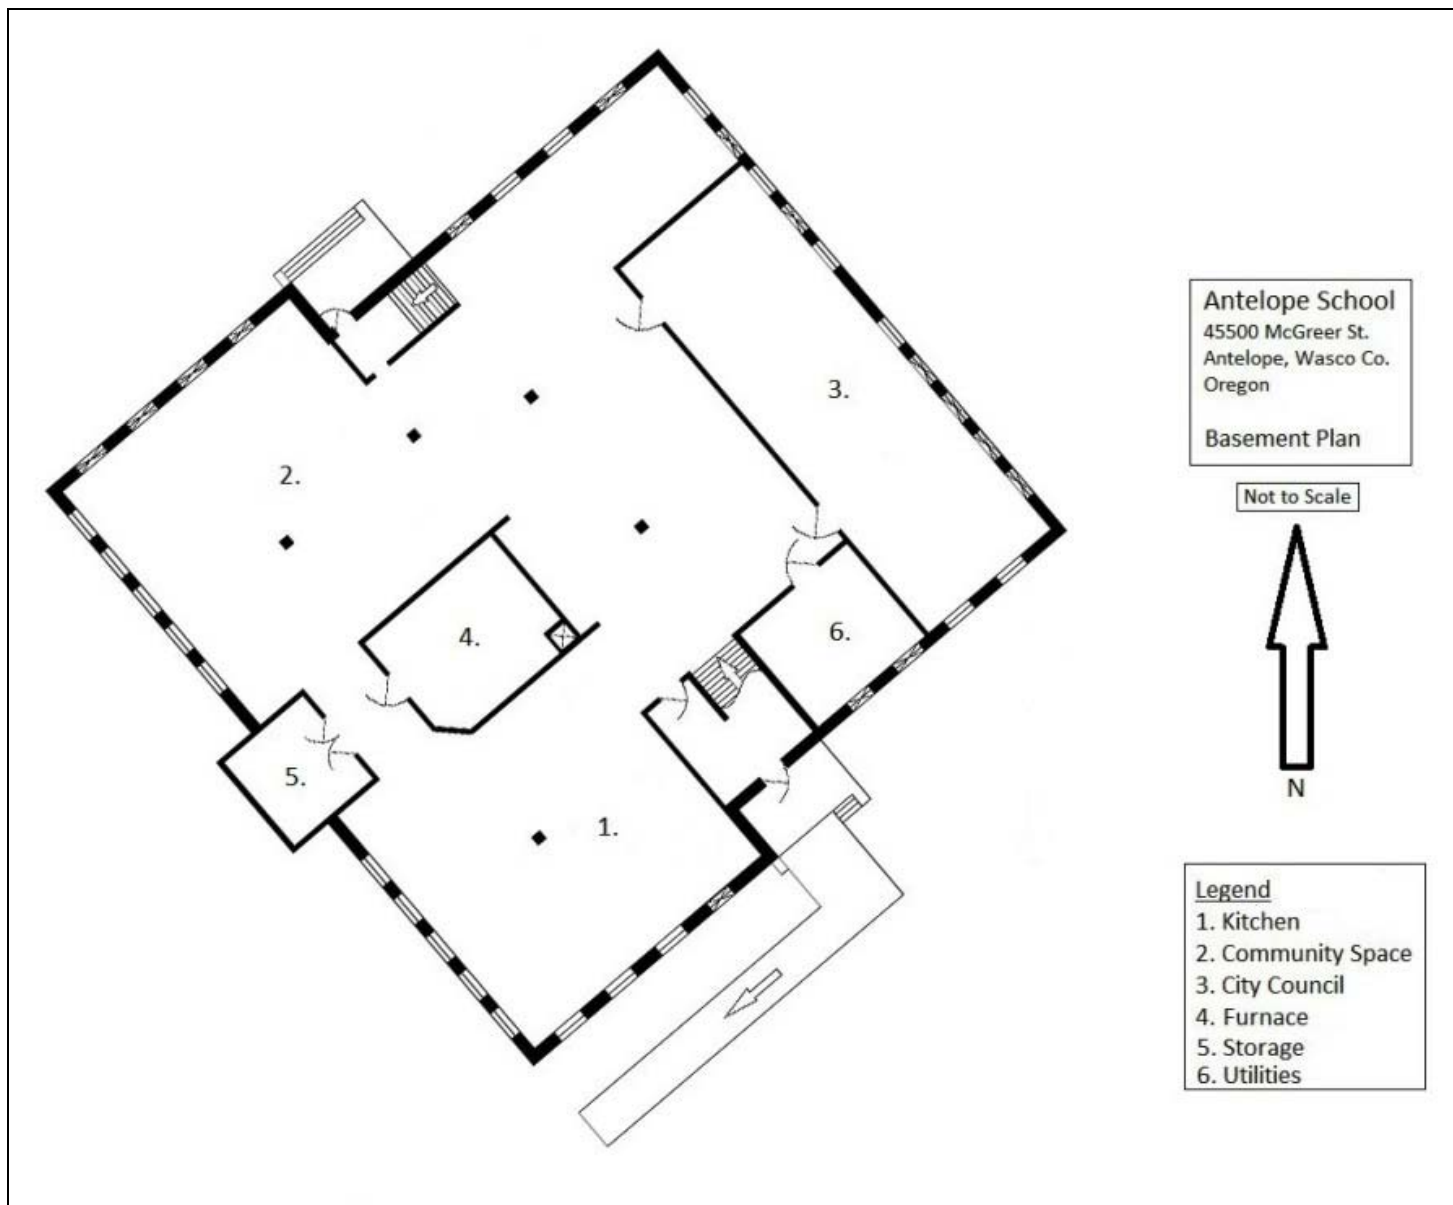 Antelope School
45500 McGreer St.
Antelope, Wasco Co.
Oregon
Basement Plan
Not to Scale
N
2.
3.
4.
6.
5.
1.
Legend
1. Kitchen
2. Community Space
3. City Council
4. Furnace
5. Storage
6. Utilities